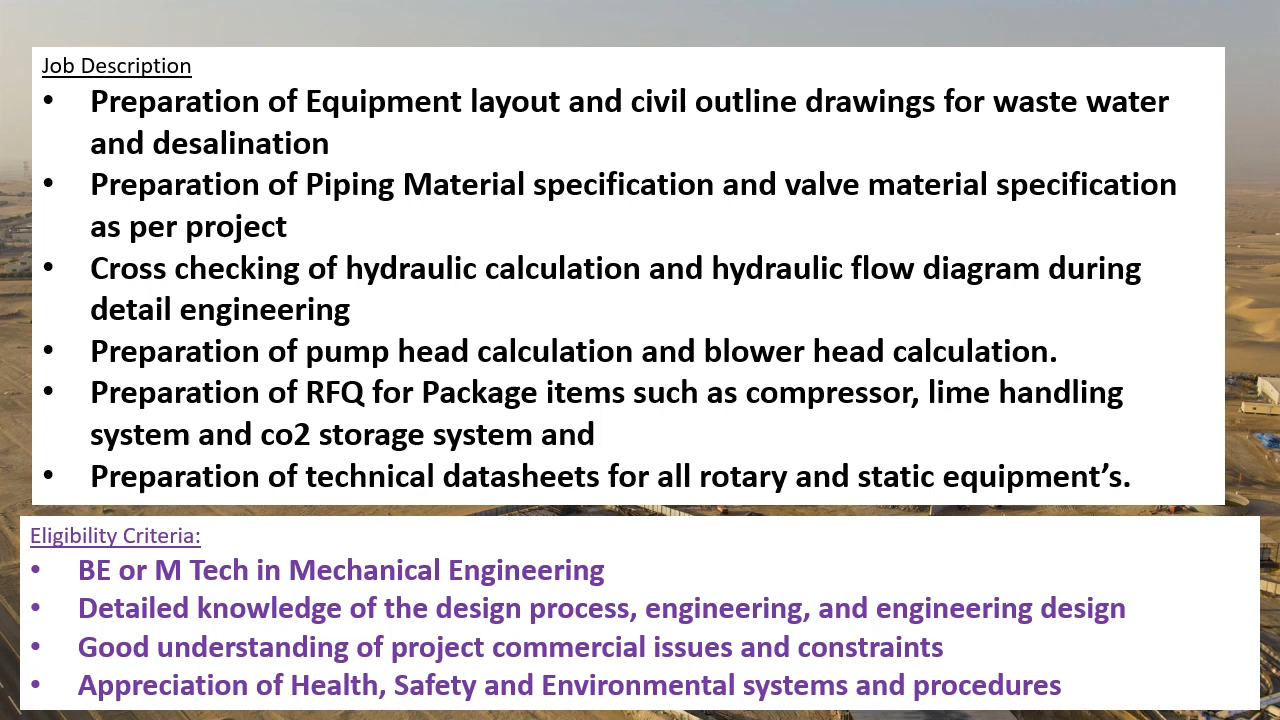 Job Description
• Preparation of Equipment layout and civil outline drawings for waste water
and desalination
• Preparation of Piping Material specification and valve material specification
as per project
• Cross checking of hydraulic calculation and hydraulic flow diagram during
detail engineering
• Preparation of pump head calculation and blower head calculation.
• Preparation of RFQ for Package items such as compressor, lime handling
system and co2 storage system and
• Preparation of technical datasheets for all rotary and static equipment’s.
Eligibility Criteria:
• BE or M Tech in Mechanical Engineering
• Detailed knowledge of the design process, engineering, and engineering design
• Good understanding of project commercial issues and constraints
• Appreciation of Health, Safety and Environmental systems and procedures